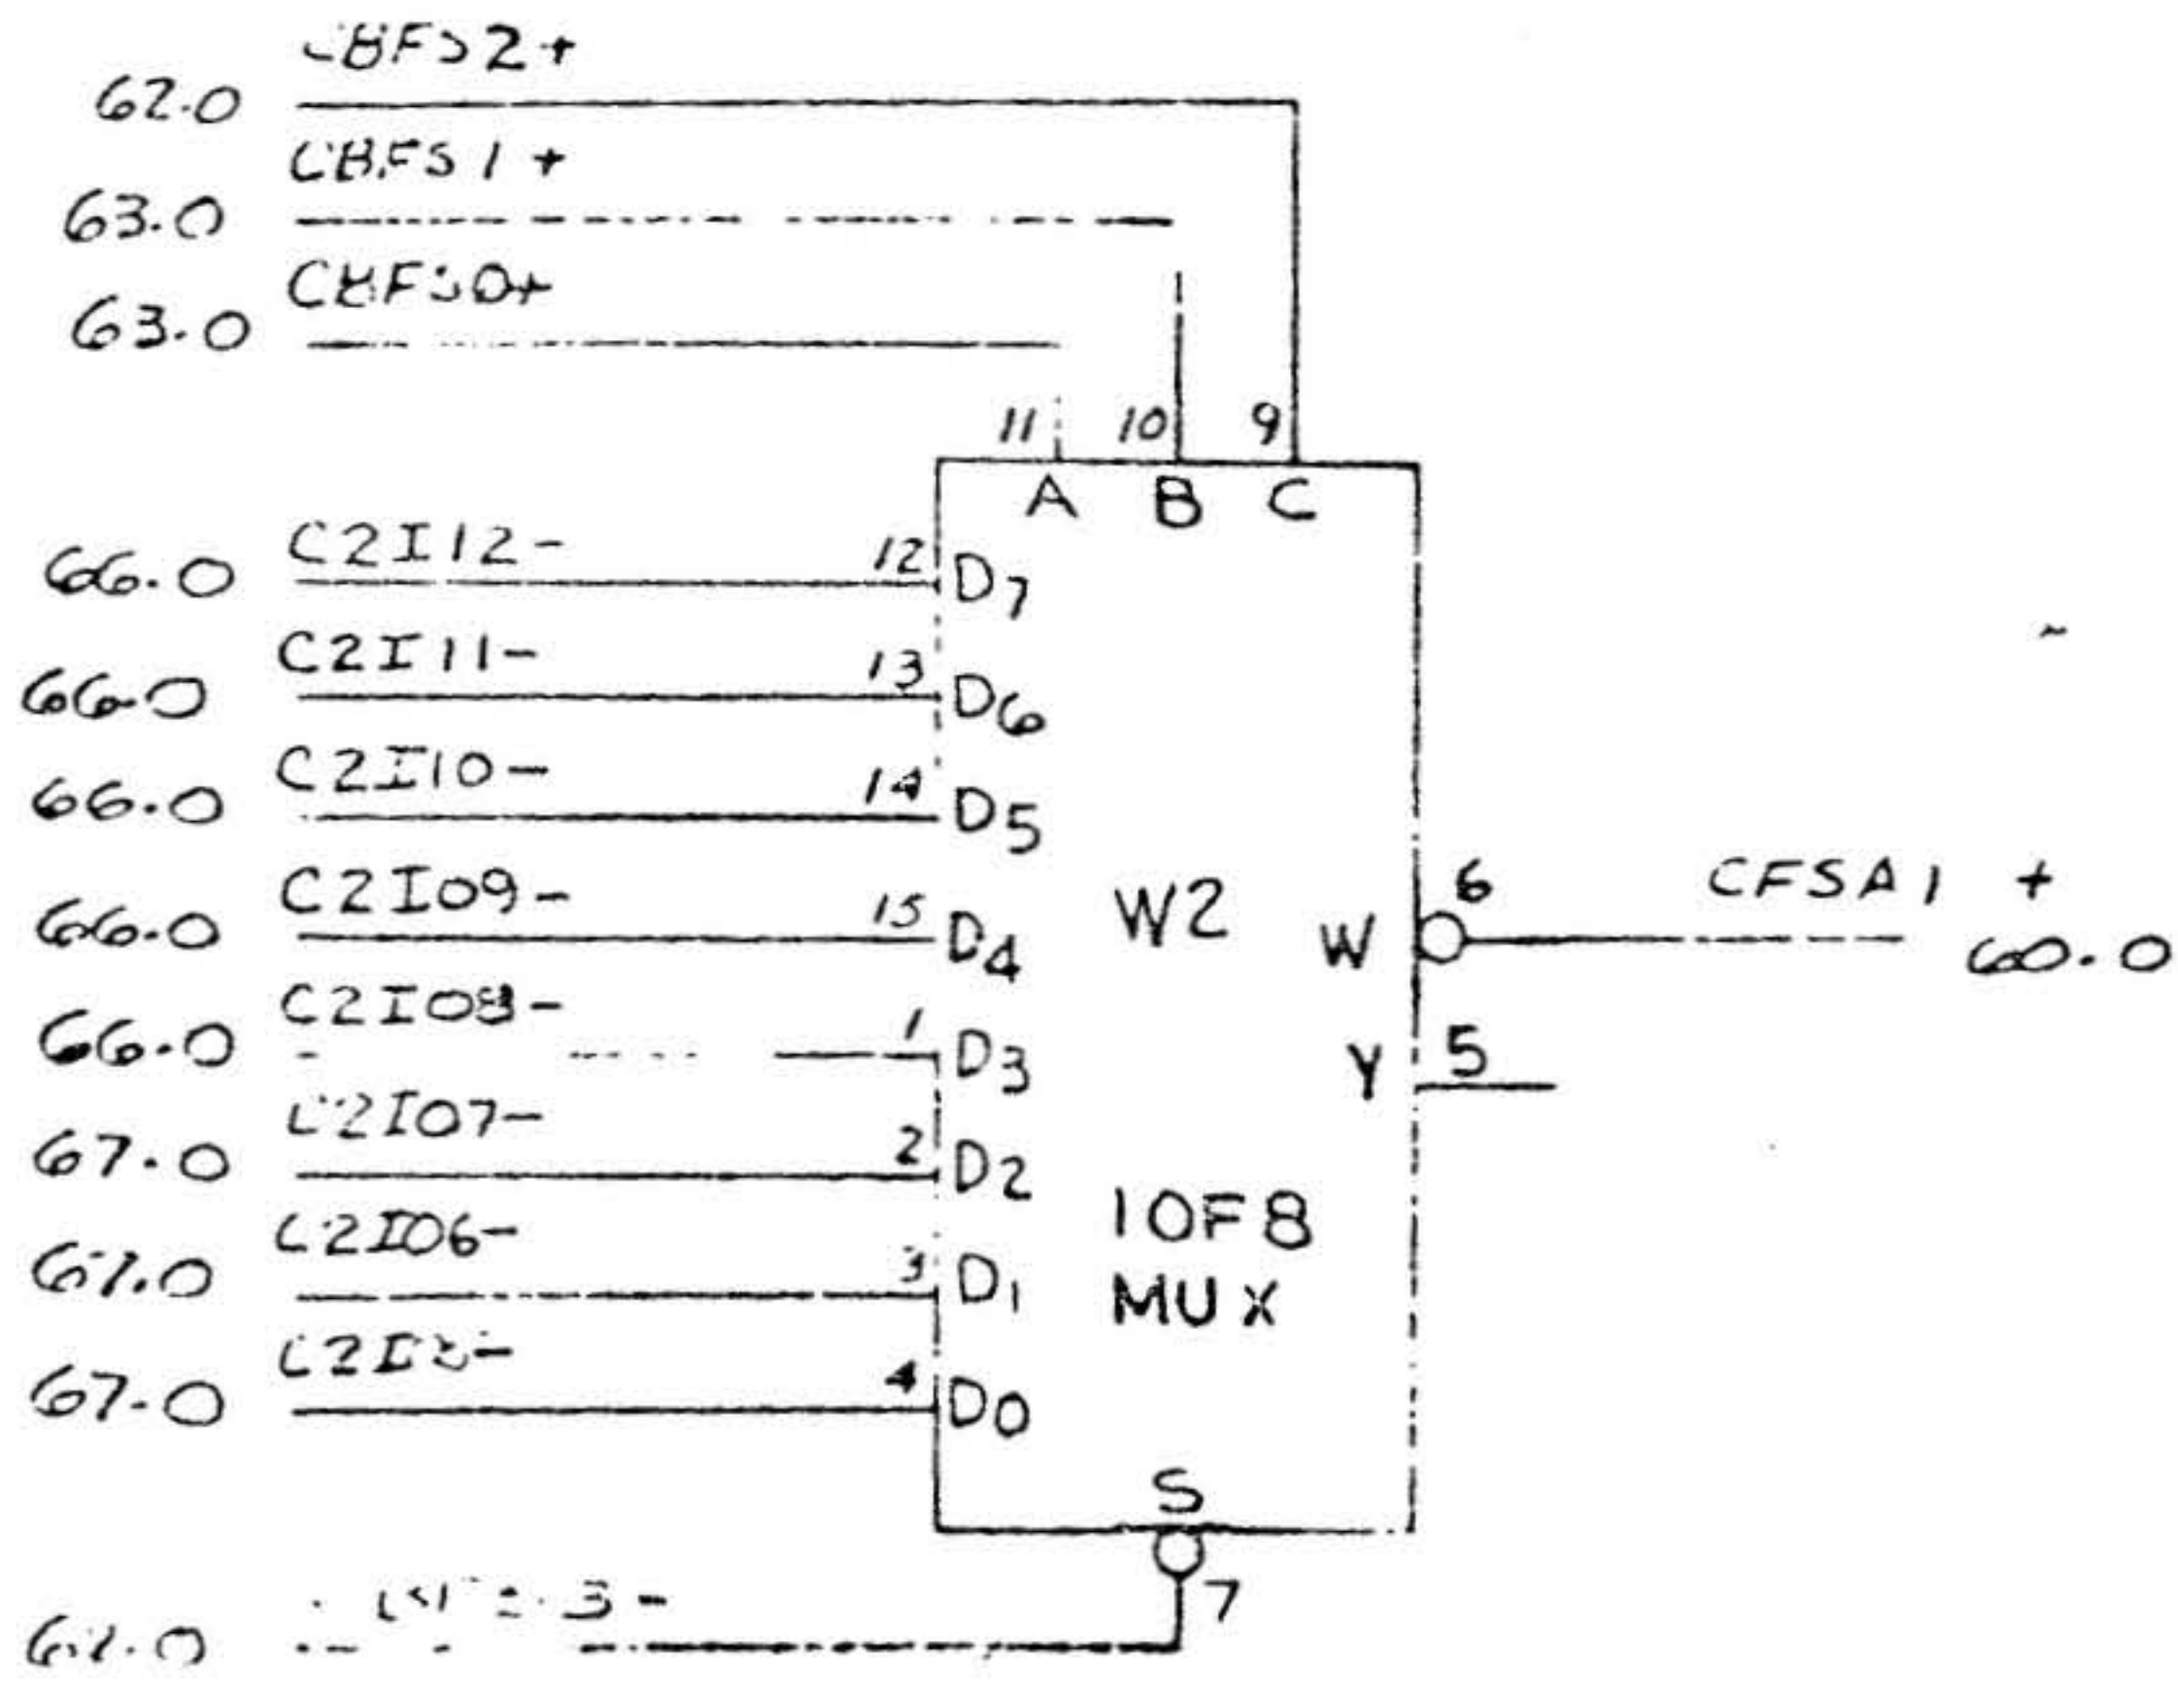 CBFS2+
62.0
CBFS1+
63.0
CBFS0+
63.0
11 10 9
A B C
C2I12-
66.0 12 D7
C2I11-
66.0 13 D6
C2I10-
66.0 14 D5
C2I09-
66.0 15 D4
W2
W 6 CFSA1 +
60.0
C2I08-
66.0 1 D3
Y 5
C2I07-
67.0 2 D2
1OF8
C2I06-
67.0 3 D1
MUX
67.0 4 D0
S
7